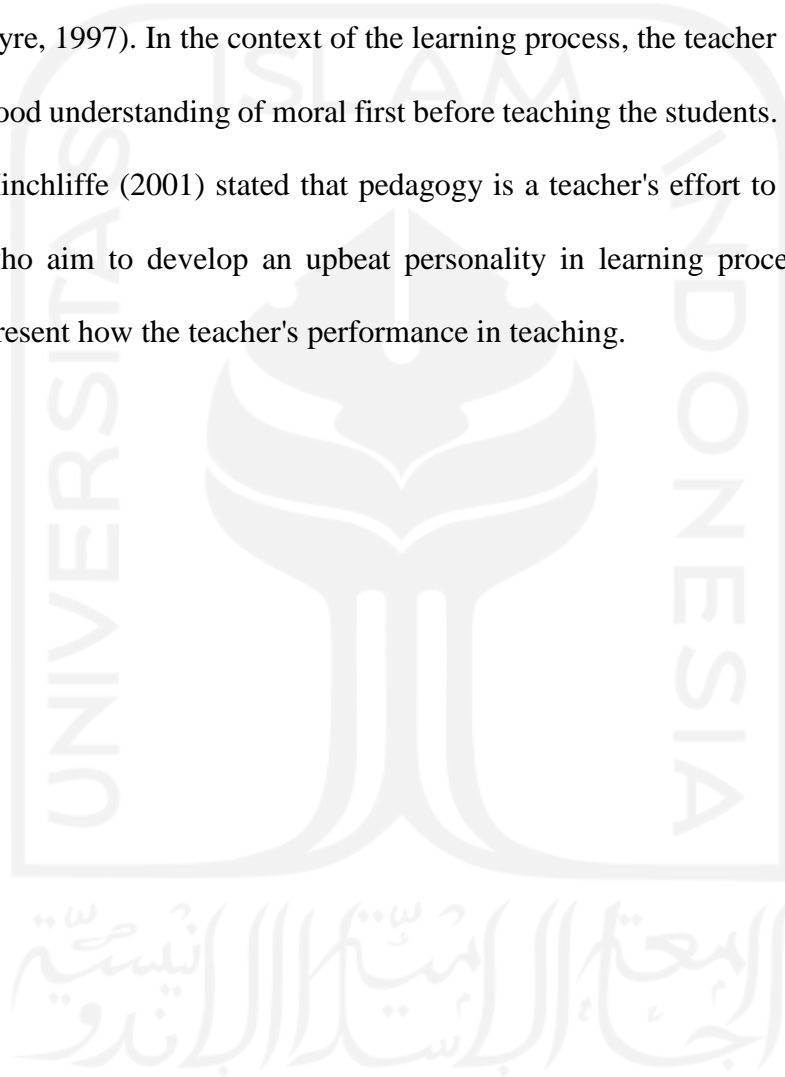 ISLAM
yre, 1997). In the context of the learning process, the teacher
ood understanding of moral first before teaching the students.
inchliffe (2001) stated that pedagogy is a teacher's effort to
ho aim to develop an upbeat personality in learning proce
resent how the teacher's performance in teaching.
UNIVERSITAS
INDONESIA